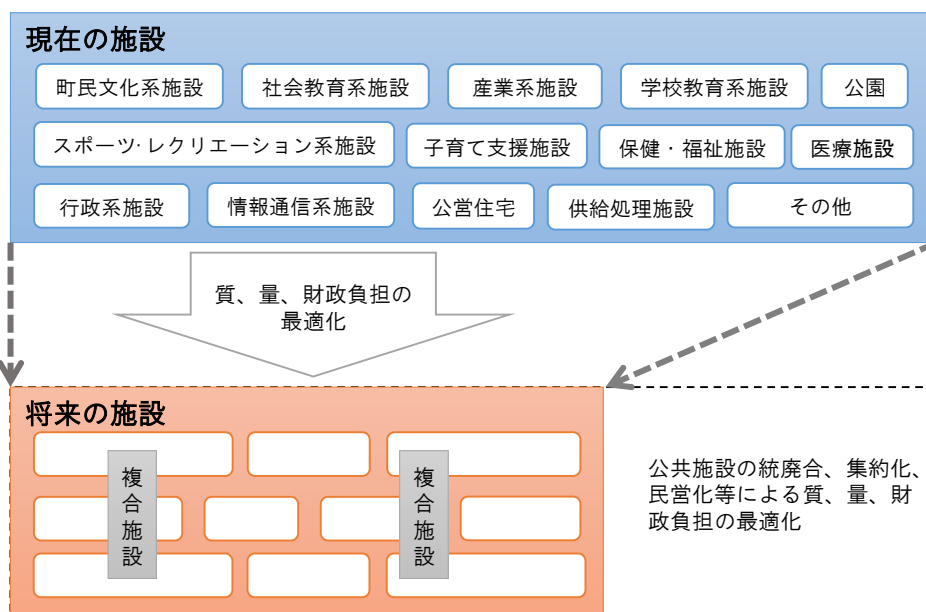 現在の施設
町民文化系施設
社会教育系施設
産業系施設
学校教育系施設
公園
スポーツ・レクリエーション系施設
子育て支援施設
保健・福祉施設
医療施設
行政系施設
情報通信系施設
公営住宅
供給処理施設
その他
質、量、財政負担の
最適化
将来の施設
複合施設
複合施設
公共施設の統廃合、集約化、
民営化等による質、量、財
政負担の最適化